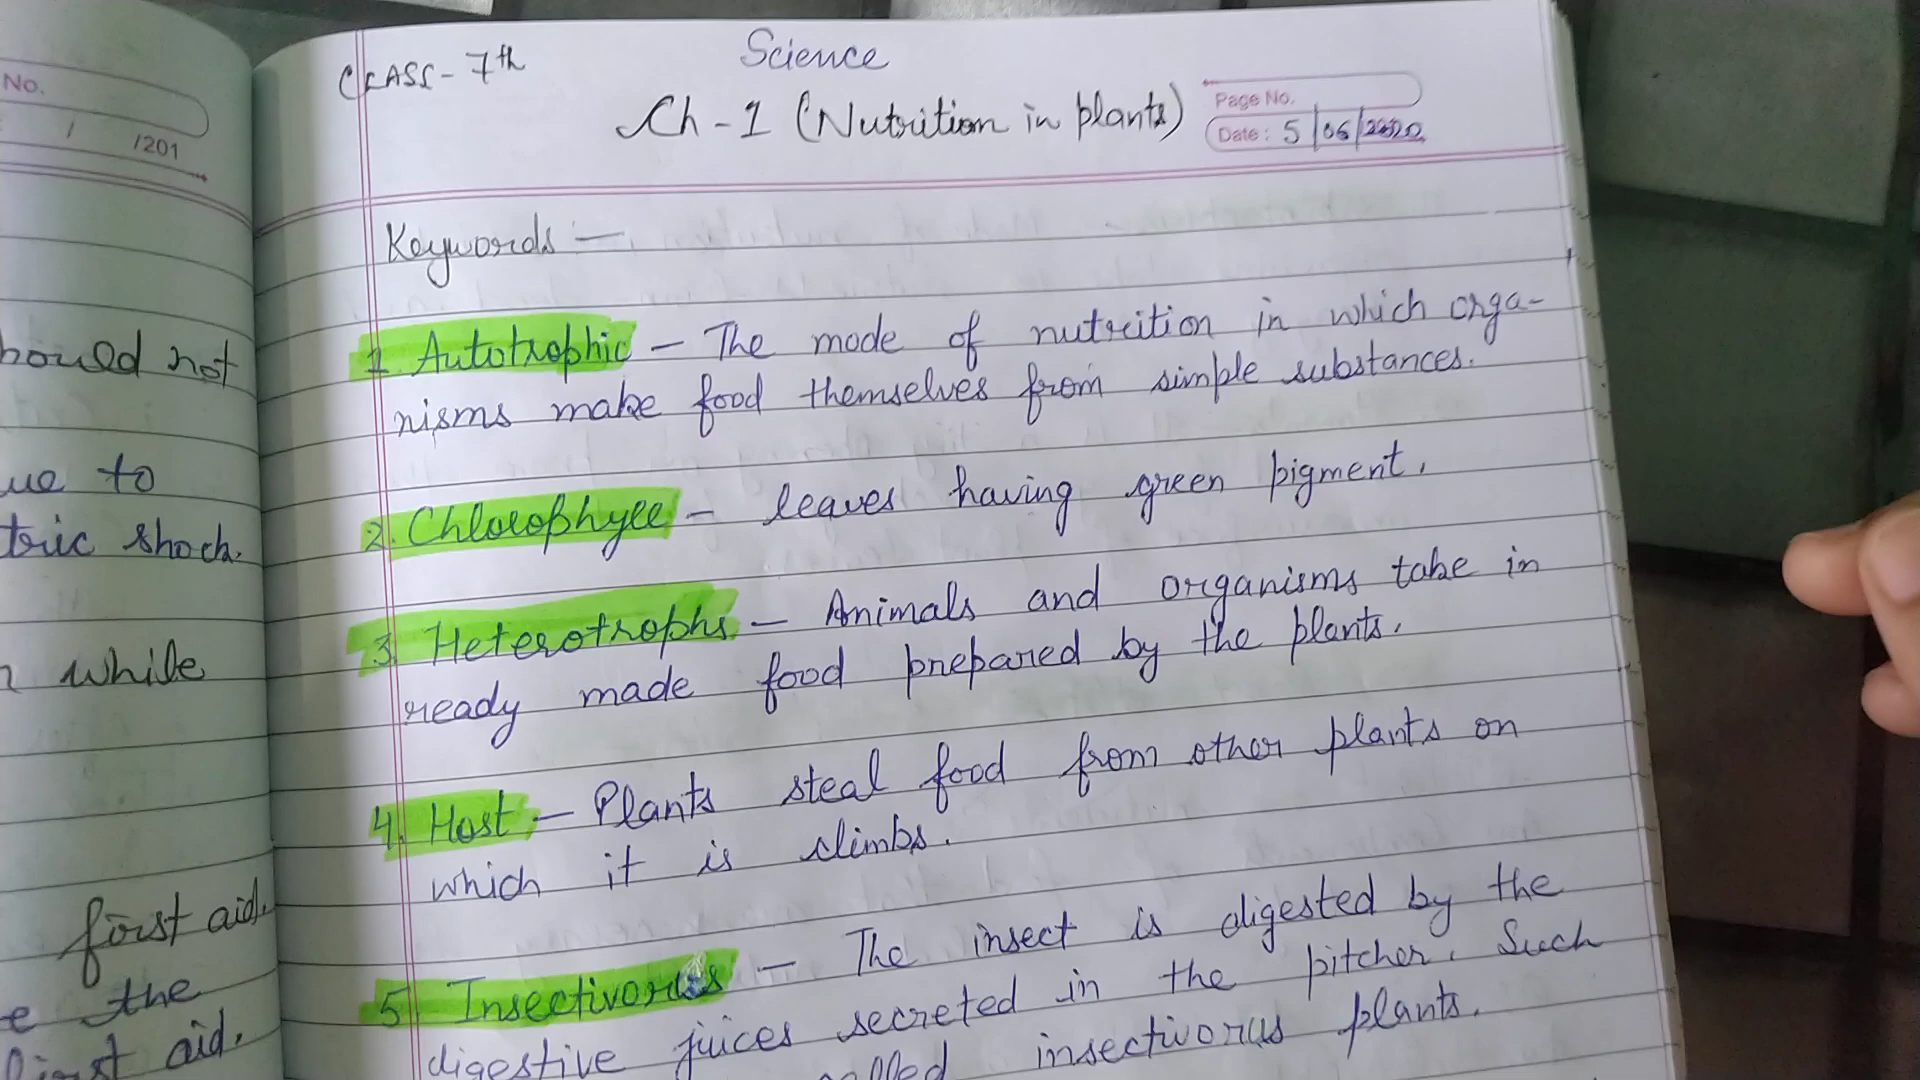 No.
/ /201
hould not
ue to
tric shock.
n while
first aid.
e the
first aid.
CLASS- 7th
Science
Ch - 1 (Nutrition in plants)
Page No.
Date: 5/06/2020
Keywords —
1. Autotrophic — The mode of nutrition in which orga-
nisms make food themselves from simple substances.
2. Chlorophyll — leaves having green pigment.
3. Heterotrophs — Animals and organisms take in
ready made food prepared by the plants.
4. Host — Plants steal food from other plants on
which it is climbs.
5. Insectivorus — The insect is digested by the
digestive juices secreted in the pitcher. Such
insectivorus plants.